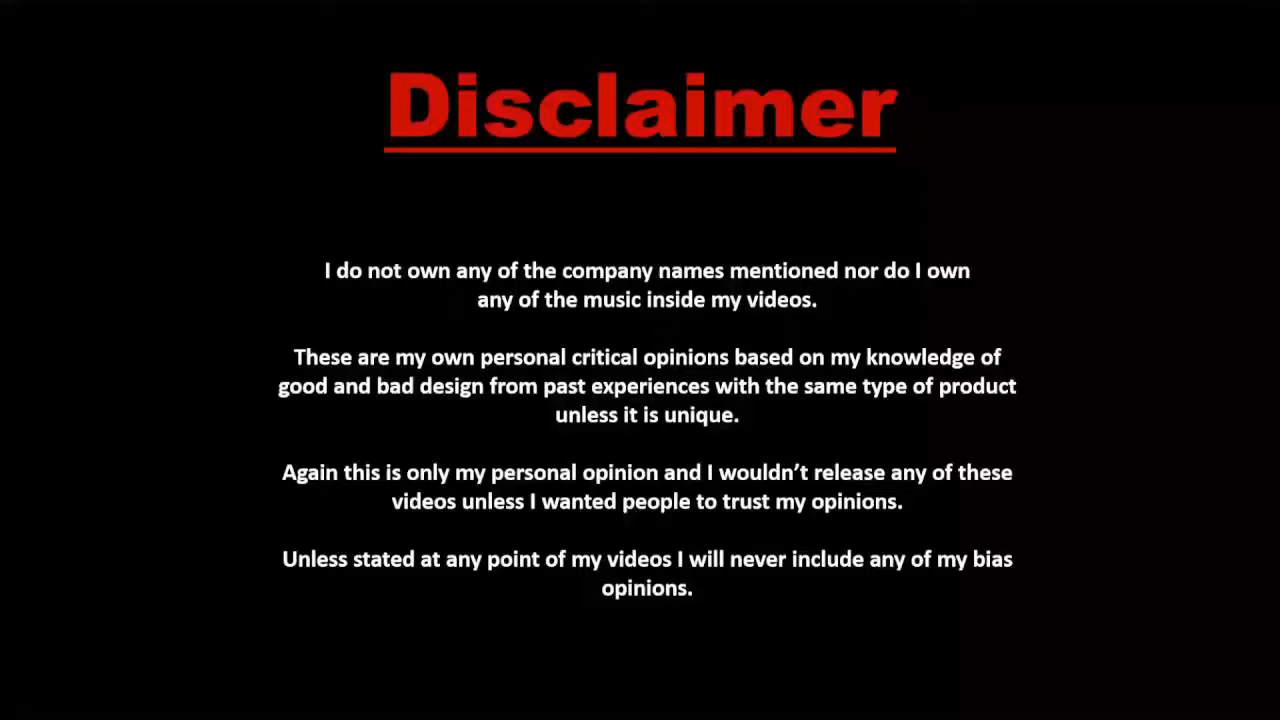 Disclaimer
I do not own any of the company names mentioned nor do I own
any of the music inside my videos.
These are my own personal critical opinions based on my knowledge of
good and bad design from past experiences with the same type of product
unless it is unique.
Again this is only my personal opinion and I wouldn’t release any of these
videos unless I wanted people to trust my opinions.
Unless stated at any point of my videos I will never include any of my bias
opinions.